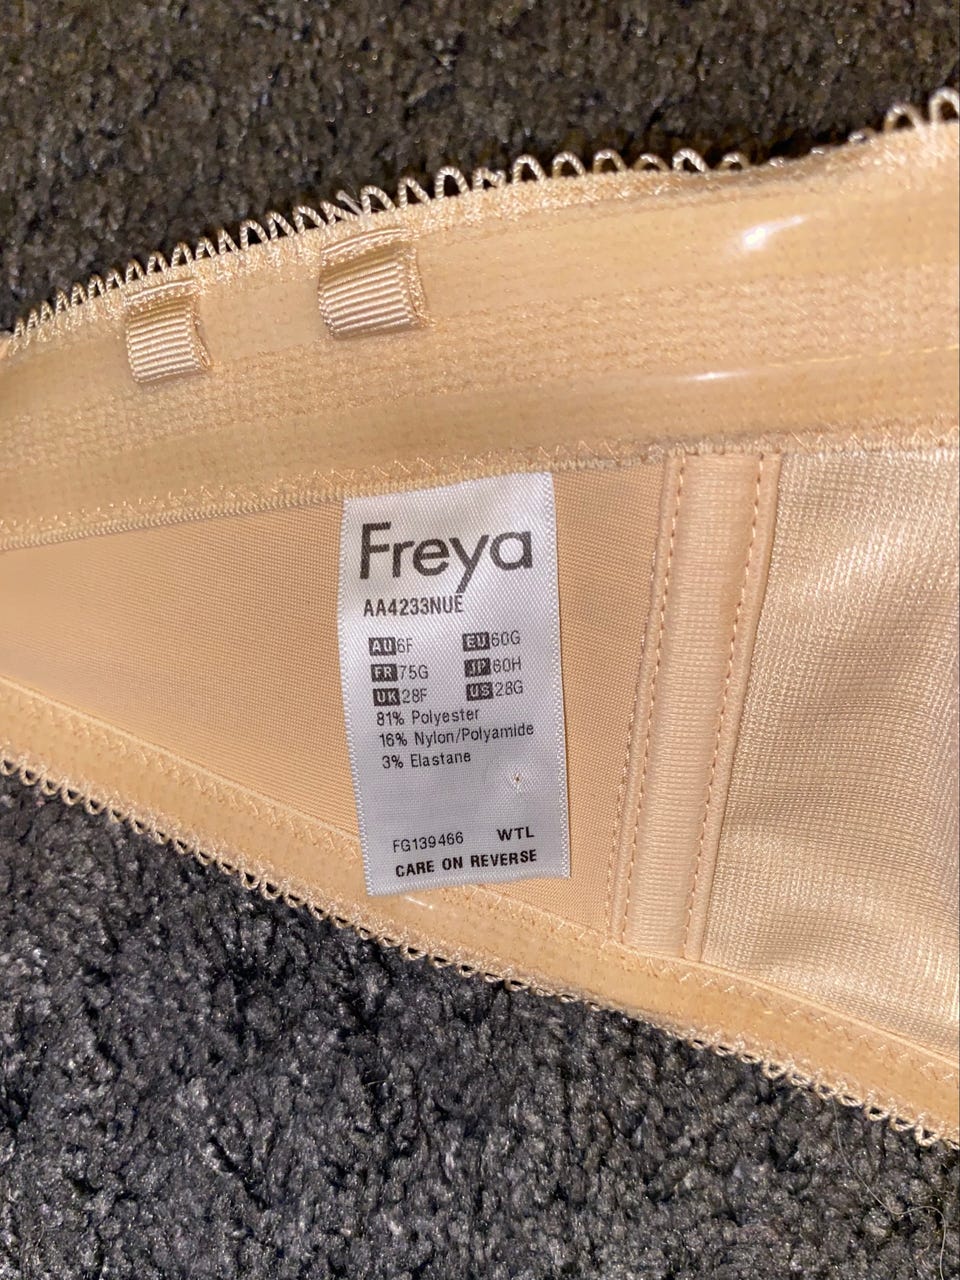 Freya
AA4233NUE
AU 6F EU 60G
FR 75G JP 60H
UK 28F US 28G
81% Polyester
16% Nylon/Polyamide
3% Elastane
FG139466 WTL
CARE ON REVERSE